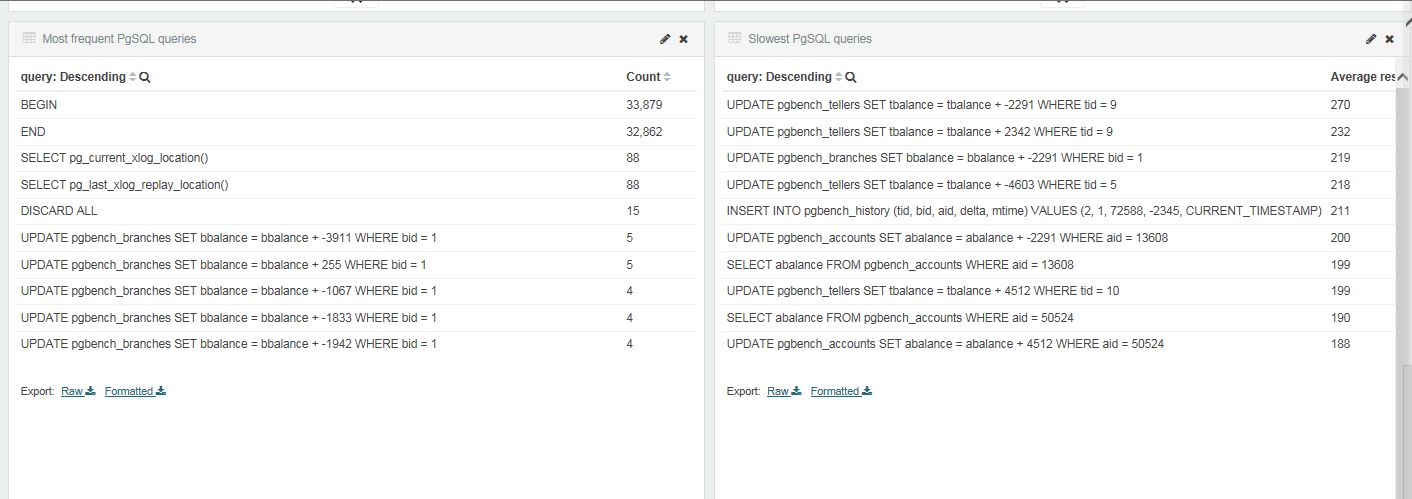 Most frequent PgSQL queries
query: Descending Count
BEGIN 33,879
END 32,862
SELECT pg_current_xlog_location() 88
SELECT pg_last_xlog_replay_location() 88
DISCARD ALL 15
UPDATE pgbench_branches SET bbalance = bbalance + -3911 WHERE bid = 1 5
UPDATE pgbench_branches SET bbalance = bbalance + 255 WHERE bid = 1 5
UPDATE pgbench_branches SET bbalance = bbalance + -1067 WHERE bid = 1 4
UPDATE pgbench_branches SET bbalance = bbalance + -1833 WHERE bid = 1 4
UPDATE pgbench_branches SET bbalance = bbalance + -1942 WHERE bid = 1 4
Export: Raw Formatted
Slowest PgSQL queries
query: Descending Average res
UPDATE pgbench_tellers SET tbalance = tbalance + -2291 WHERE tid = 9 270
UPDATE pgbench_tellers SET tbalance = tbalance + 2342 WHERE tid = 9 232
UPDATE pgbench_branches SET bbalance = bbalance + -2291 WHERE bid = 1 219
UPDATE pgbench_tellers SET tbalance = tbalance + -4603 WHERE tid = 5 218
INSERT INTO pgbench_history (tid, bid, aid, delta, mtime) VALUES (2, 1, 72588, -2345, CURRENT_TIMESTAMP) 211
UPDATE pgbench_accounts SET abalance = abalance + -2291 WHERE aid = 13608 200
SELECT abalance FROM pgbench_accounts WHERE aid = 13608 199
UPDATE pgbench_tellers SET tbalance = tbalance + 4512 WHERE tid = 10 199
SELECT abalance FROM pgbench_accounts WHERE aid = 50524 190
UPDATE pgbench_accounts SET abalance = abalance + 4512 WHERE aid = 50524 188
Export: Raw Formatted